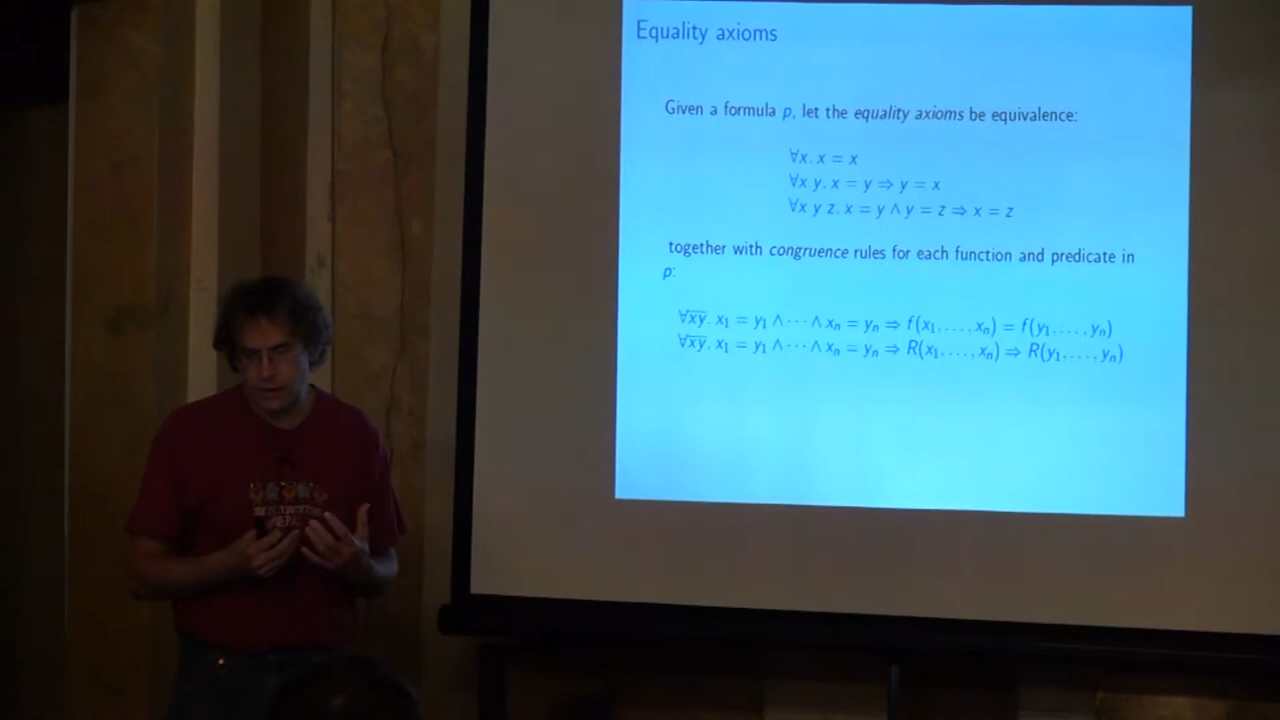 Equality axioms
Given a formula p, let the equality axioms be equivalence:
∀x. x = x
∀x y. x = y ⇒ y = x
∀x y z. x = y ∧ y = z ⇒ x = z
together with congruence rules for each function and predicate in
p:
∀x̅y̅. x₁ = y₁ ∧ ··· ∧ xₙ = yₙ ⇒ f(x₁, ..., xₙ) = f(y₁, ..., yₙ)
∀x̅y̅. x₁ = y₁ ∧ ··· ∧ xₙ = yₙ ⇒ R(x₁, ..., xₙ) ⇒ R(y₁, ..., yₙ)